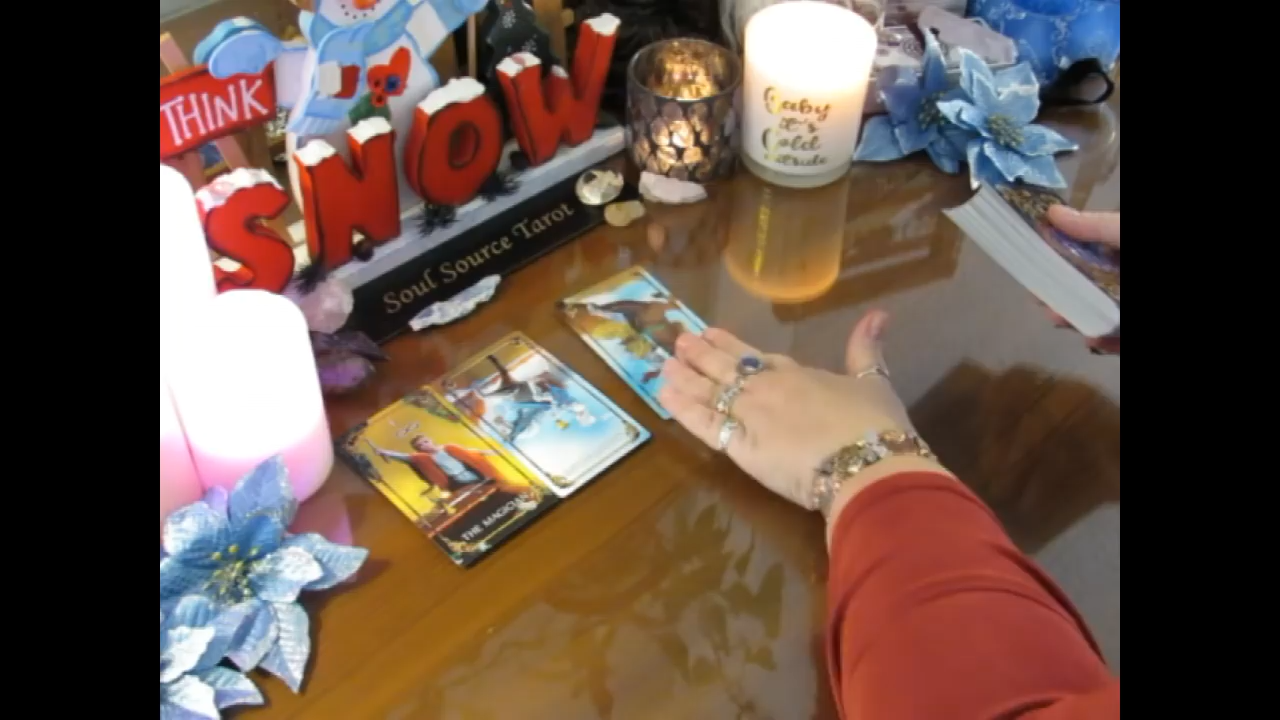 THINK
SNOW
Soul Source Tarot
Baby
it's
Cold
outside
THE MAGICIAN